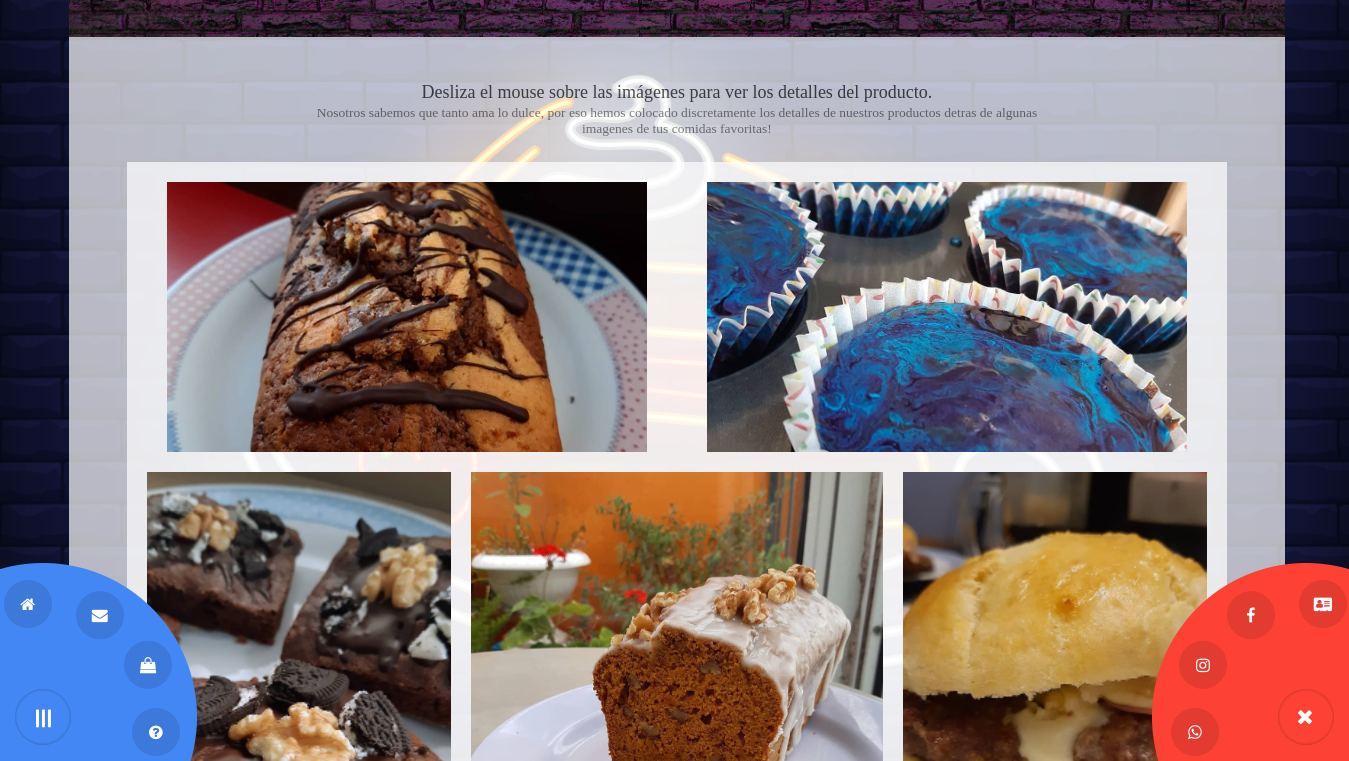 Desliza el mouse sobre las imágenes para ver los detalles del producto.
Nosotros sabemos que tanto ama lo dulce, por eso hemos colocado discretamente los detalles de nuestros productos detras de algunas
imagenes de tus comidas favoritas!